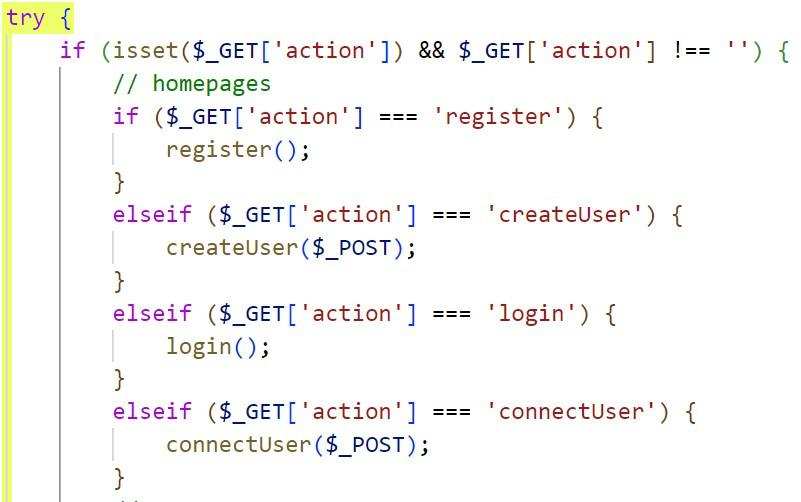 try {
    if (isset($_GET['action']) && $_GET['action'] !== '') {
        // homepages
        if ($_GET['action'] === 'register') {
            register();
        }
        elseif ($_GET['action'] === 'createUser') {
            createUser($_POST);
        }
        elseif ($_GET['action'] === 'login') {
            login();
        }
        elseif ($_GET['action'] === 'connectUser') {
            connectUser($_POST);
        }